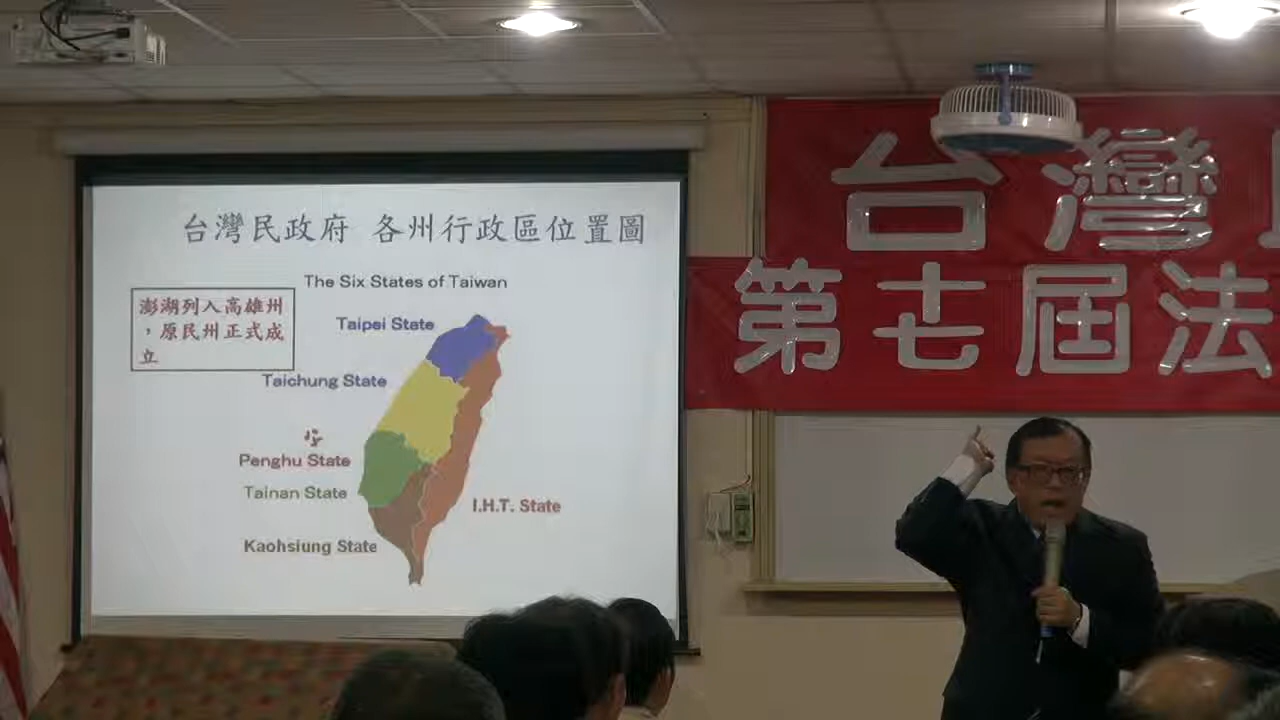 台灣民政府 各州行政區位置圖
The Six States of Taiwan
澎湖列入高雄州
，原民州正式成
立
Taipei State
Taichung State
Penghu State
Tainan State
I.H.T. State
Kaohsiung State
台灣
第七屆法